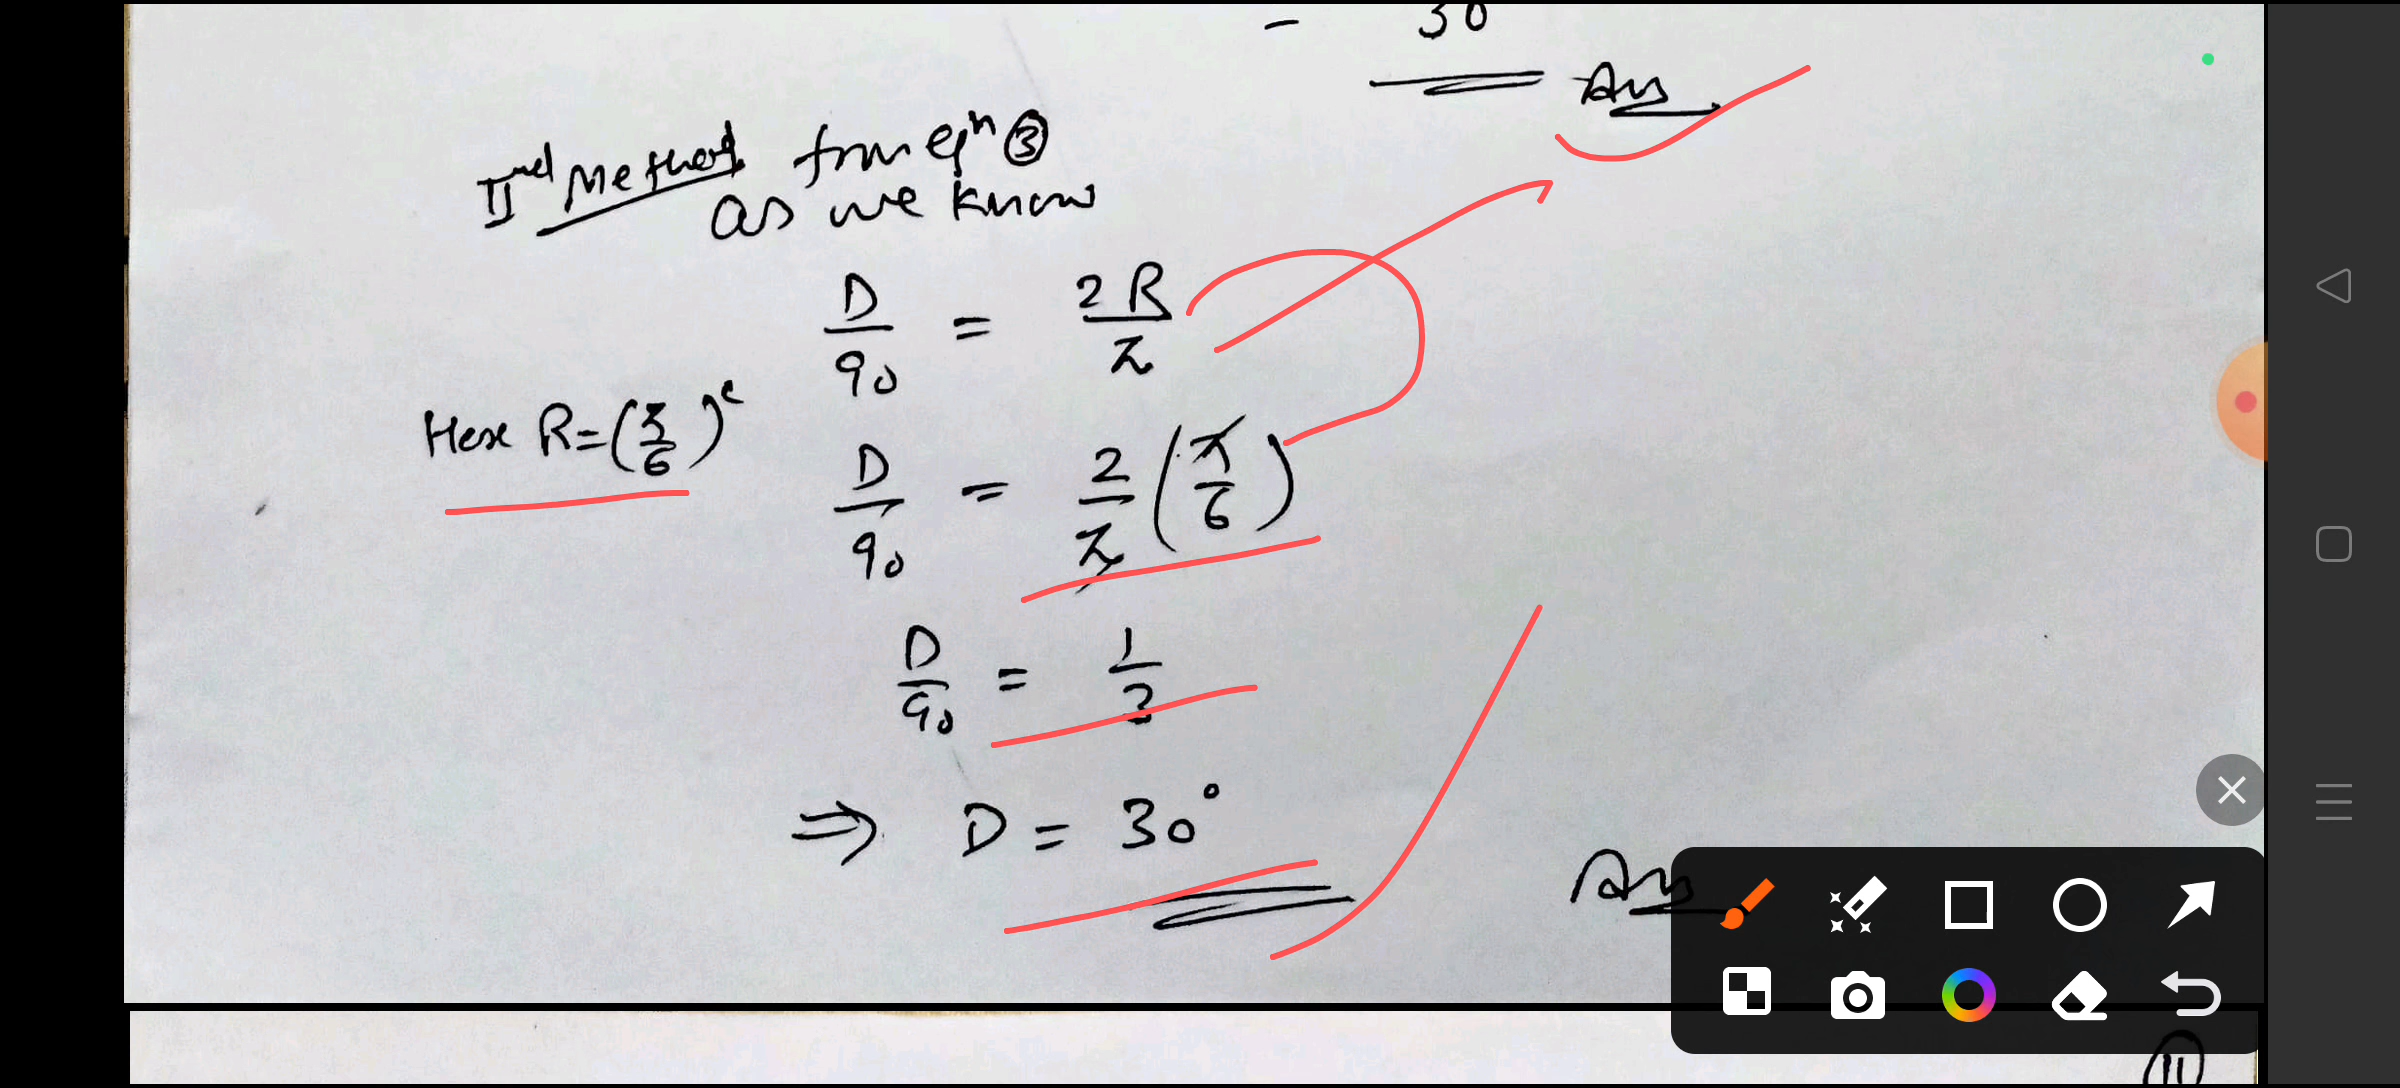 = 30
Ans
IInd Method from eqn ③
as we know
D/90 = 2R/π
Here R = (π/6)ᶜ
D/90 = 2/π (π/6)
D/90 = 1/3
⇒ D = 30°
Ans
11